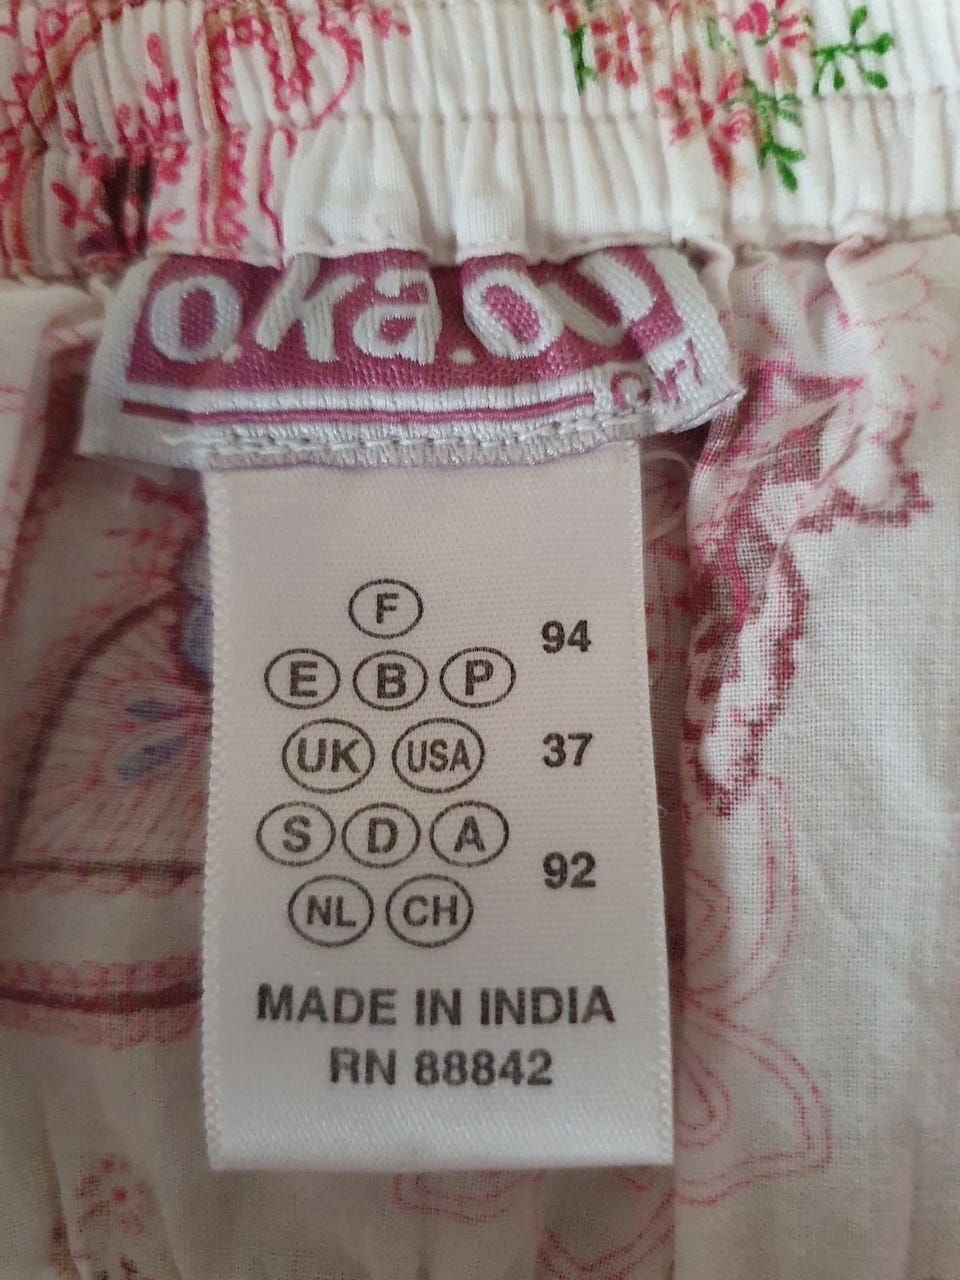 o.ka.ou
Girl
F
94
E B P
UK USA
37
S D A
92
NL CH
MADE IN INDIA
RN 88842